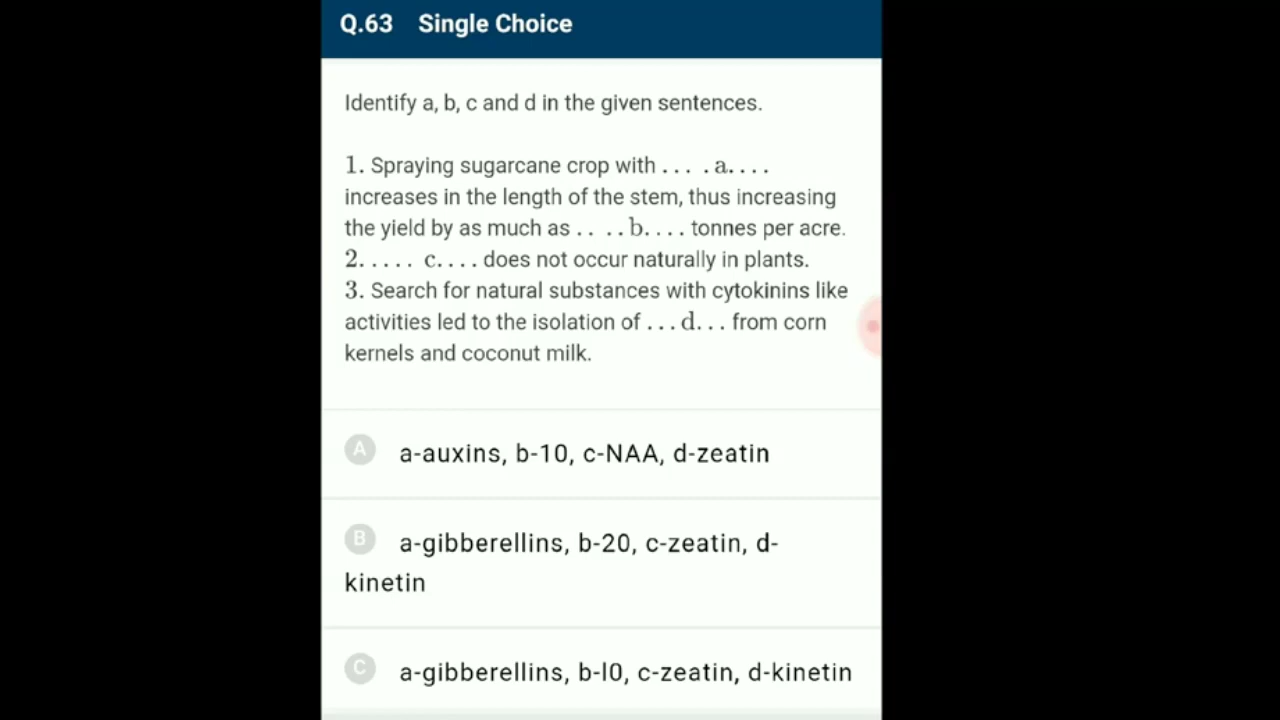 Q.63 Single Choice
Identify a, b, c and d in the given sentences.
1. Spraying sugarcane crop with .... .a....
increases in the length of the stem, thus increasing
the yield by as much as .. ..b.... tonnes per acre.
2..... c.... does not occur naturally in plants.
3. Search for natural substances with cytokinins like
activities led to the isolation of ...d... from corn
kernels and coconut milk.
A a-auxins, b-10, c-NAA, d-zeatin
B a-gibberellins, b-20, c-zeatin, d-
kinetin
C a-gibberellins, b-l0, c-zeatin, d-kinetin